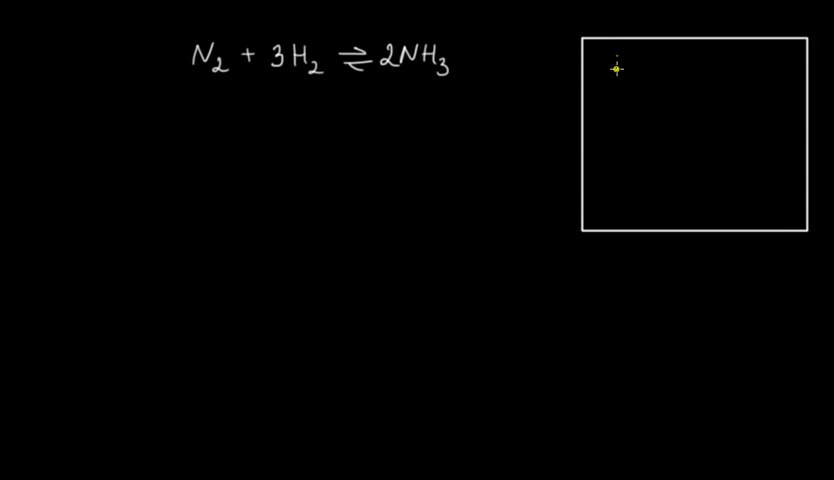 N₂ + 3H₂ ⇌ 2NH₃